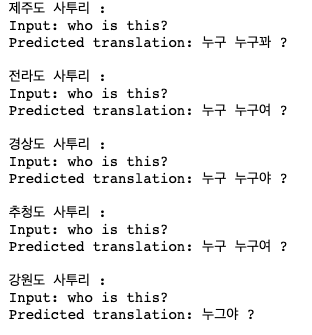 제주도 사투리 :
Input: who is this?
Predicted translation: 누구 누구꽈 ?
전라도 사투리 :
Input: who is this?
Predicted translation: 누구 누구여 ?
경상도 사투리 :
Input: who is this?
Predicted translation: 누구 누구야 ?
추청도 사투리 :
Input: who is this?
Predicted translation: 누구 누구여 ?
강원도 사투리 :
Input: who is this?
Predicted translation: 누그야 ?